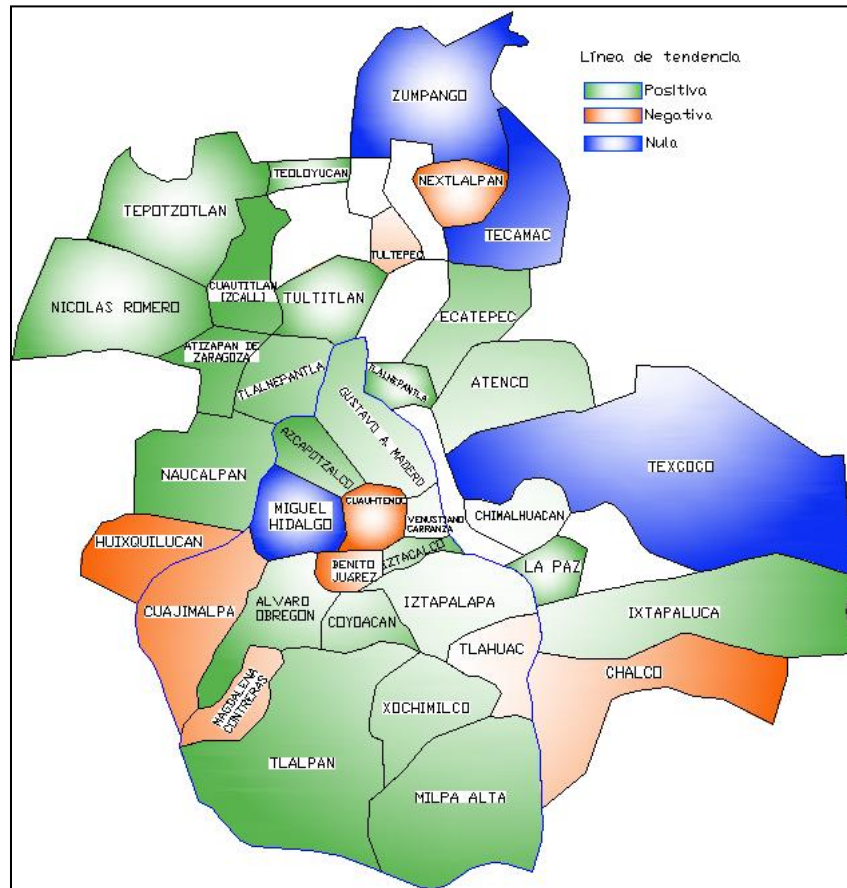 Línea de tendencia
Positiva
Negativa
Nula
ZUMPANGO
TEOLOYUCAN
NEXTLALPAN
TEPOTZOTLAN
TECAMAC
TULTEPEC
CUAUTITLAN
[ZCALL]
TULTITLAN
NICOLAS ROMERO
ECATEPEC
ATIZAPAN DE
ZARAGOZA
TLALNEPANTLA
TLALNEPANTLA
ATENCO
GUSTAVO A. MADERO
AZCAPOTZALCO
NAUCALPAN
TEXCOCO
CUAUHTEMOC
MIGUEL
HIDALGO
CHIMALHUACAN
VENUSTIANO
CARRANZA
HUIXQUILUCAN
BENITO
JUAREZ
IZTACALCO
LA PAZ
CUAJIMALPA
ALVARO
OBREGON
IZTAPALAPA
COYOACAN
IXTAPALUCA
TLAHUAC
CHALCO
MAGDALENA
CONTRERAS
XOCHIMILCO
TLALPAN
MILPA ALTA